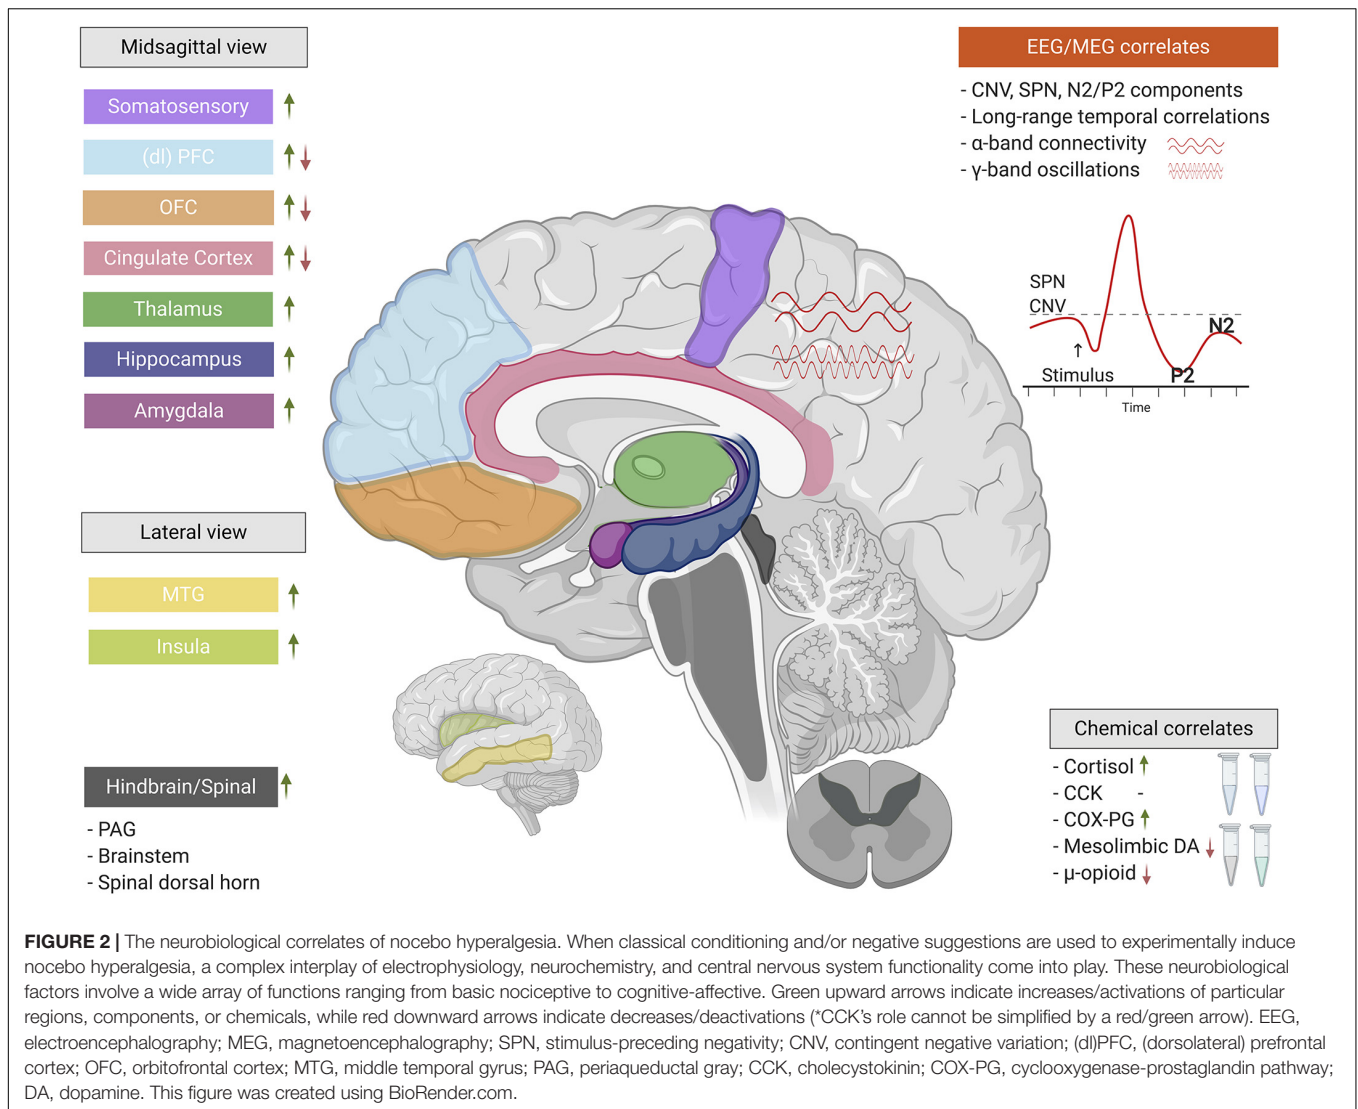 Midsagittal view
Somatosensory
(dl) PFC
OFC
Cingulate Cortex
Thalamus
Hippocampus
Amygdala
Lateral view
MTG
Insula
Hindbrain/Spinal
- PAG
- Brainstem
- Spinal dorsal horn
EEG/MEG correlates
- CNV, SPN, N2/P2 components
- Long-range temporal correlations
- α-band connectivity
- γ-band oscillations
SPN
CNV
N2
Stimulus
P2
Time
Chemical correlates
- Cortisol
- CCK -
- COX-PG
- Mesolimbic DA
- µ-opioid
FIGURE 2 | The neurobiological correlates of nocebo hyperalgesia. When classical conditioning and/or negative suggestions are used to experimentally induce
nocebo hyperalgesia, a complex interplay of electrophysiology, neurochemistry, and central nervous system functionality come into play. These neurobiological
factors involve a wide array of functions ranging from basic nociceptive to cognitive-affective. Green upward arrows indicate increases/activations of particular
regions, components, or chemicals, while red downward arrows indicate decreases/deactivations (*CCK's role cannot be simplified by a red/green arrow). EEG,
electroencephalography; MEG, magnetoencephalography; SPN, stimulus-preceding negativity; CNV, contingent negative variation; (dl)PFC, (dorsolateral) prefrontal
cortex; OFC, orbitofrontal cortex; MTG, middle temporal gyrus; PAG, periaqueductal gray; CCK, cholecystokinin; COX-PG, cyclooxygenase-prostaglandin pathway;
DA, dopamine. This figure was created using BioRender.com.